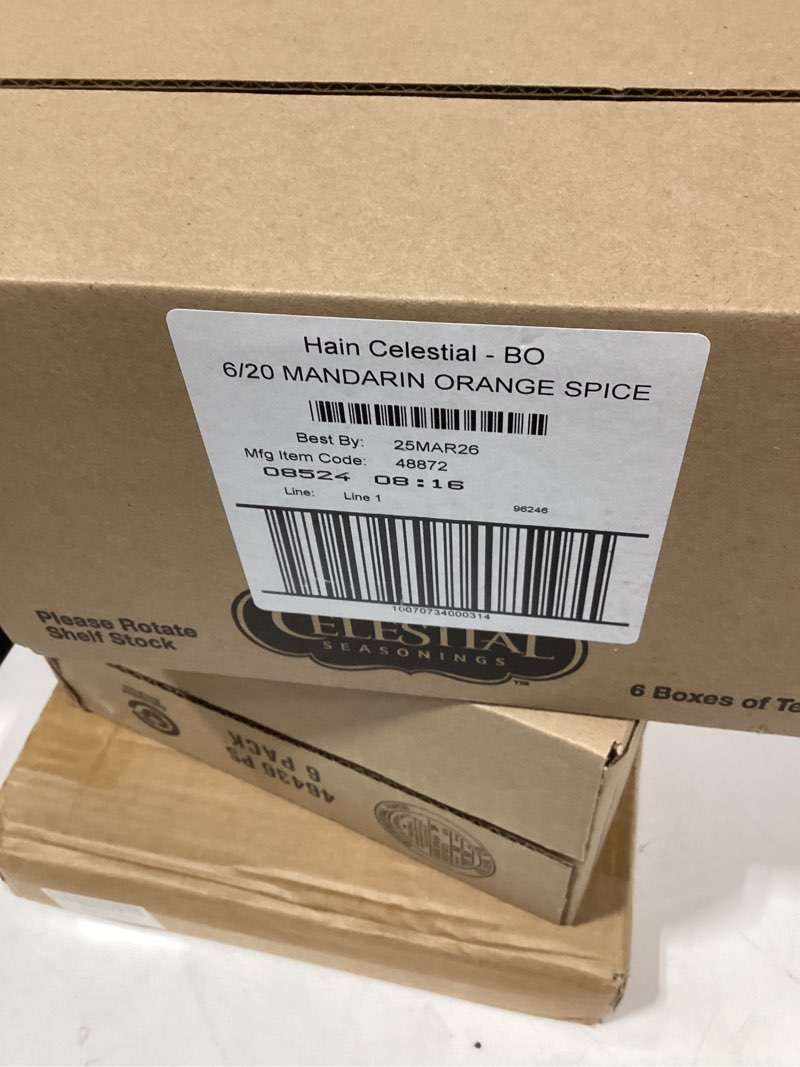 Hain Celestial - BO
6/20 MANDARIN ORANGE SPICE
Best By: 25MAR26
Mfg Item Code: 48872
08524 08:16
Line: Line 1
96246
10070734000314
CELESTIAL
SEASONINGS
TM
Please Rotate
Shelf Stock
6 Boxes of Te
46436 PS
6 PACK